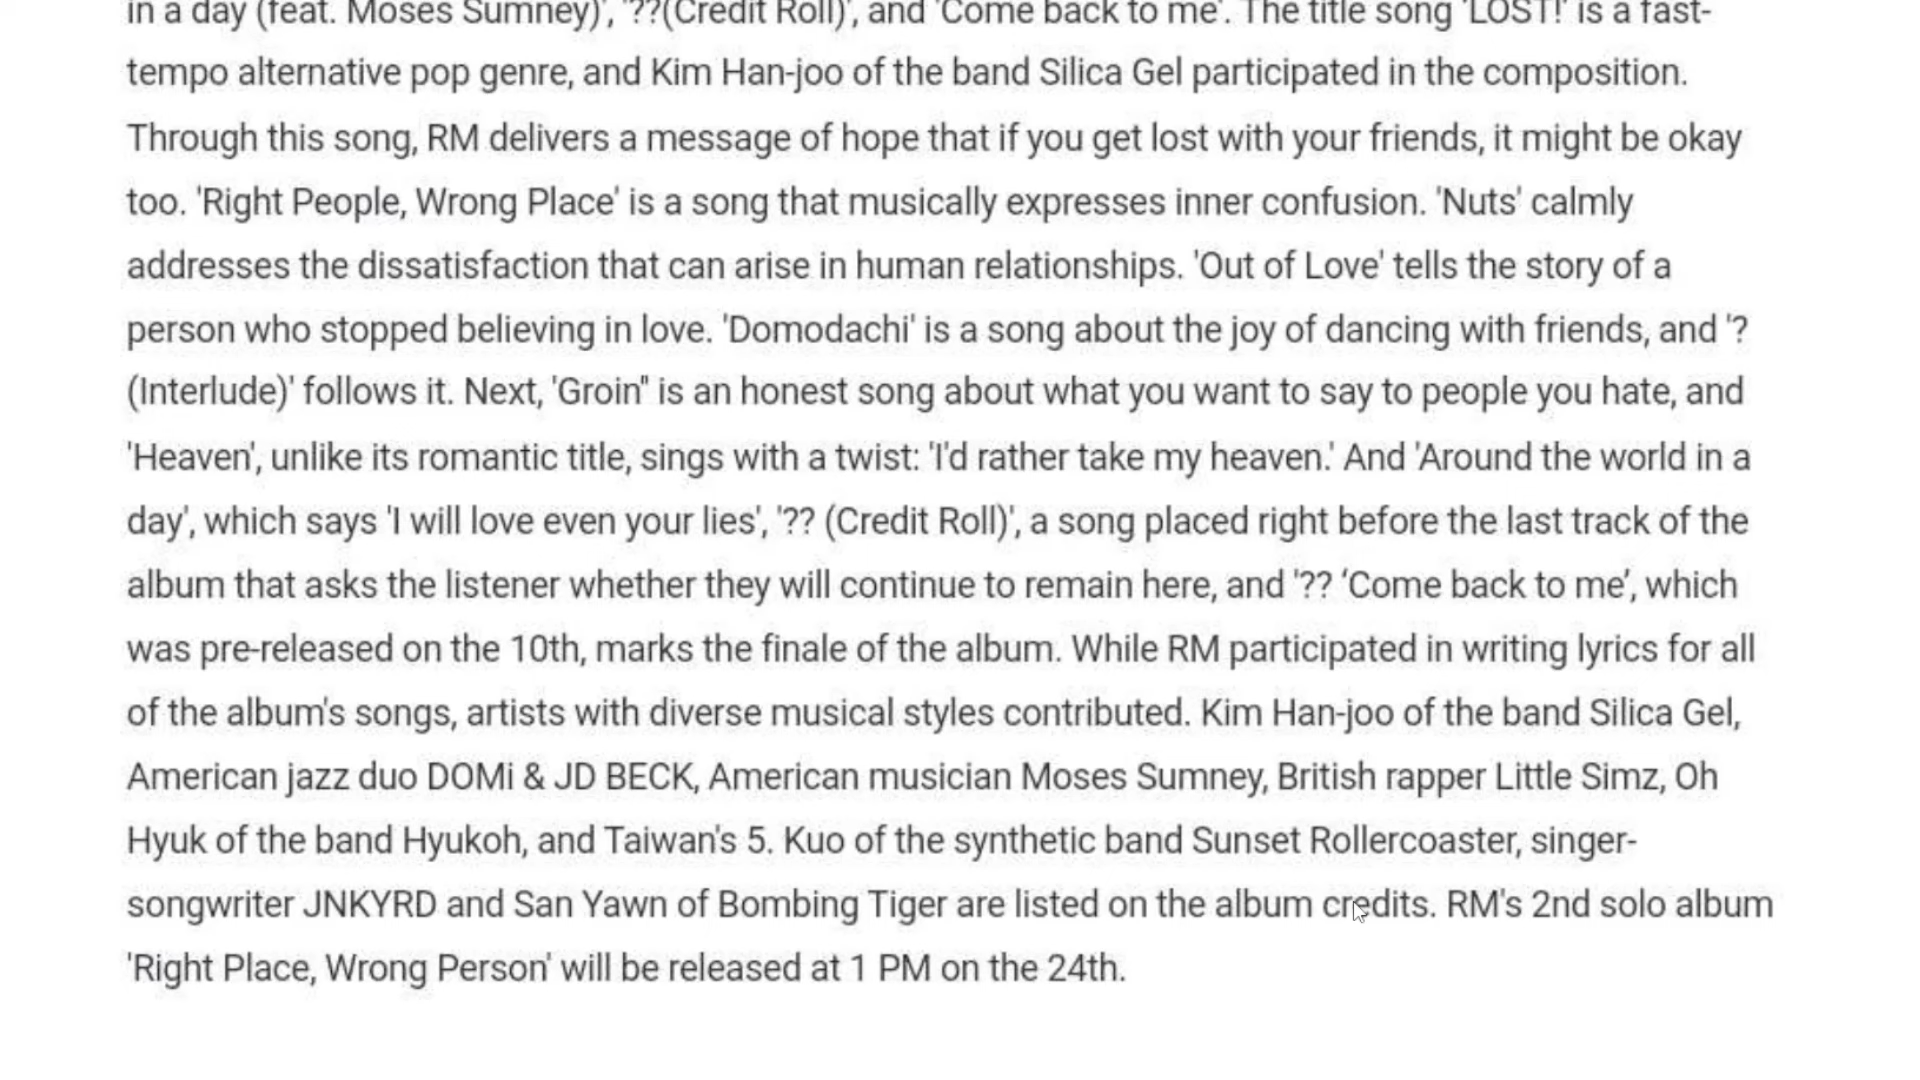 in a day (feat. Moses Sumney)', '??(Credit Roll)', and 'Come back to me'. The title song 'LOST!' is a fast-
tempo alternative pop genre, and Kim Han-joo of the band Silica Gel participated in the composition.
Through this song, RM delivers a message of hope that if you get lost with your friends, it might be okay
too. 'Right People, Wrong Place' is a song that musically expresses inner confusion. 'Nuts' calmly
addresses the dissatisfaction that can arise in human relationships. 'Out of Love' tells the story of a
person who stopped believing in love. 'Domodachi' is a song about the joy of dancing with friends, and '?
(Interlude)' follows it. Next, 'Groin" is an honest song about what you want to say to people you hate, and
'Heaven', unlike its romantic title, sings with a twist: 'I'd rather take my heaven.' And 'Around the world in a
day', which says 'I will love even your lies', '?? (Credit Roll)', a song placed right before the last track of the
album that asks the listener whether they will continue to remain here, and '?? ‘Come back to me’, which
was pre-released on the 10th, marks the finale of the album. While RM participated in writing lyrics for all
of the album's songs, artists with diverse musical styles contributed. Kim Han-joo of the band Silica Gel,
American jazz duo DOMi & JD BECK, American musician Moses Sumney, British rapper Little Simz, Oh
Hyuk of the band Hyukoh, and Taiwan's 5. Kuo of the synthetic band Sunset Rollercoaster, singer-
songwriter JNKYRD and San Yawn of Bombing Tiger are listed on the album credits. RM's 2nd solo album
'Right Place, Wrong Person' will be released at 1 PM on the 24th.